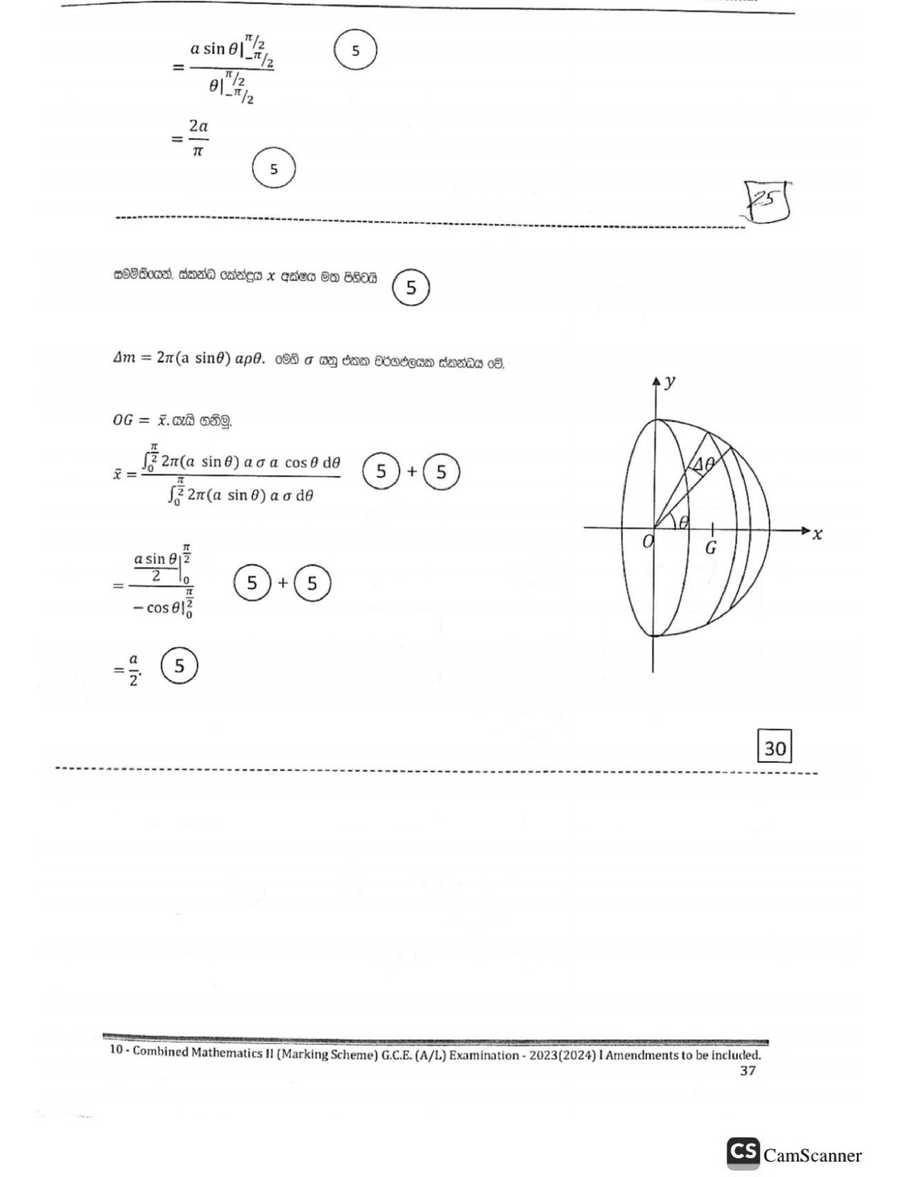 = a sin θ|_{−π/2}^{π/2} / θ|_{−π/2}^{π/2}
5
= 2a / π
5
25
සමමිතියෙන්, ස්කන්ධ කේන්ද්‍රය x අක්ෂය මත පිහිටයි
5
Δm = 2π(a sinθ) aρθ. මෙහි σ යනු ඒකක වර්ගඵලයක ස්කන්ධය වේ.
OG = x̄. යැයි ගනිමු.
x̄ = ∫_0^{π/2} 2π(a sin θ) a σ a cos θ dθ / ∫_0^{π/2} 2π(a sin θ) a σ dθ
5 + 5
= (a sin θ / 2)|_0^{π/2} / − cos θ|_0^{π/2}
5 + 5
= a / 2.
5
y
Δθ
θ
O
G
x
30
10 - Combined Mathematics II (Marking Scheme) G.C.E. (A/L) Examination - 2023(2024) I Amendments to be included.
37
CS CamScanner